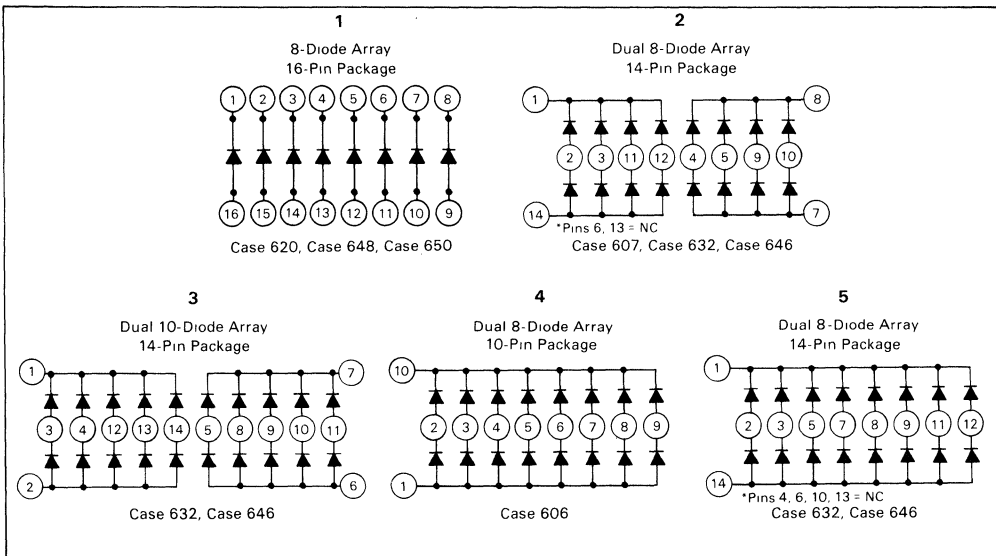 1
8-Diode Array
16-Pin Package
1 2 3 4 5 6 7 8
16 15 14 13 12 11 10 9
Case 620, Case 648, Case 650
2
Dual 8-Diode Array
14-Pin Package
1 8
2 3 11 12 4 5 9 10
14 7
*Pins 6, 13 = NC
Case 607, Case 632, Case 646
3
Dual 10-Diode Array
14-Pin Package
1 7
3 4 12 13 14 5 8 9 10 11
2 6
Case 632, Case 646
4
Dual 8-Diode Array
10-Pin Package
10
2 3 4 5 6 7 8 9
1
Case 606
5
Dual 8-Diode Array
14-Pin Package
1
2 3 5 7 8 9 11 12
14
*Pins 4, 6, 10, 13 = NC
Case 632, Case 646